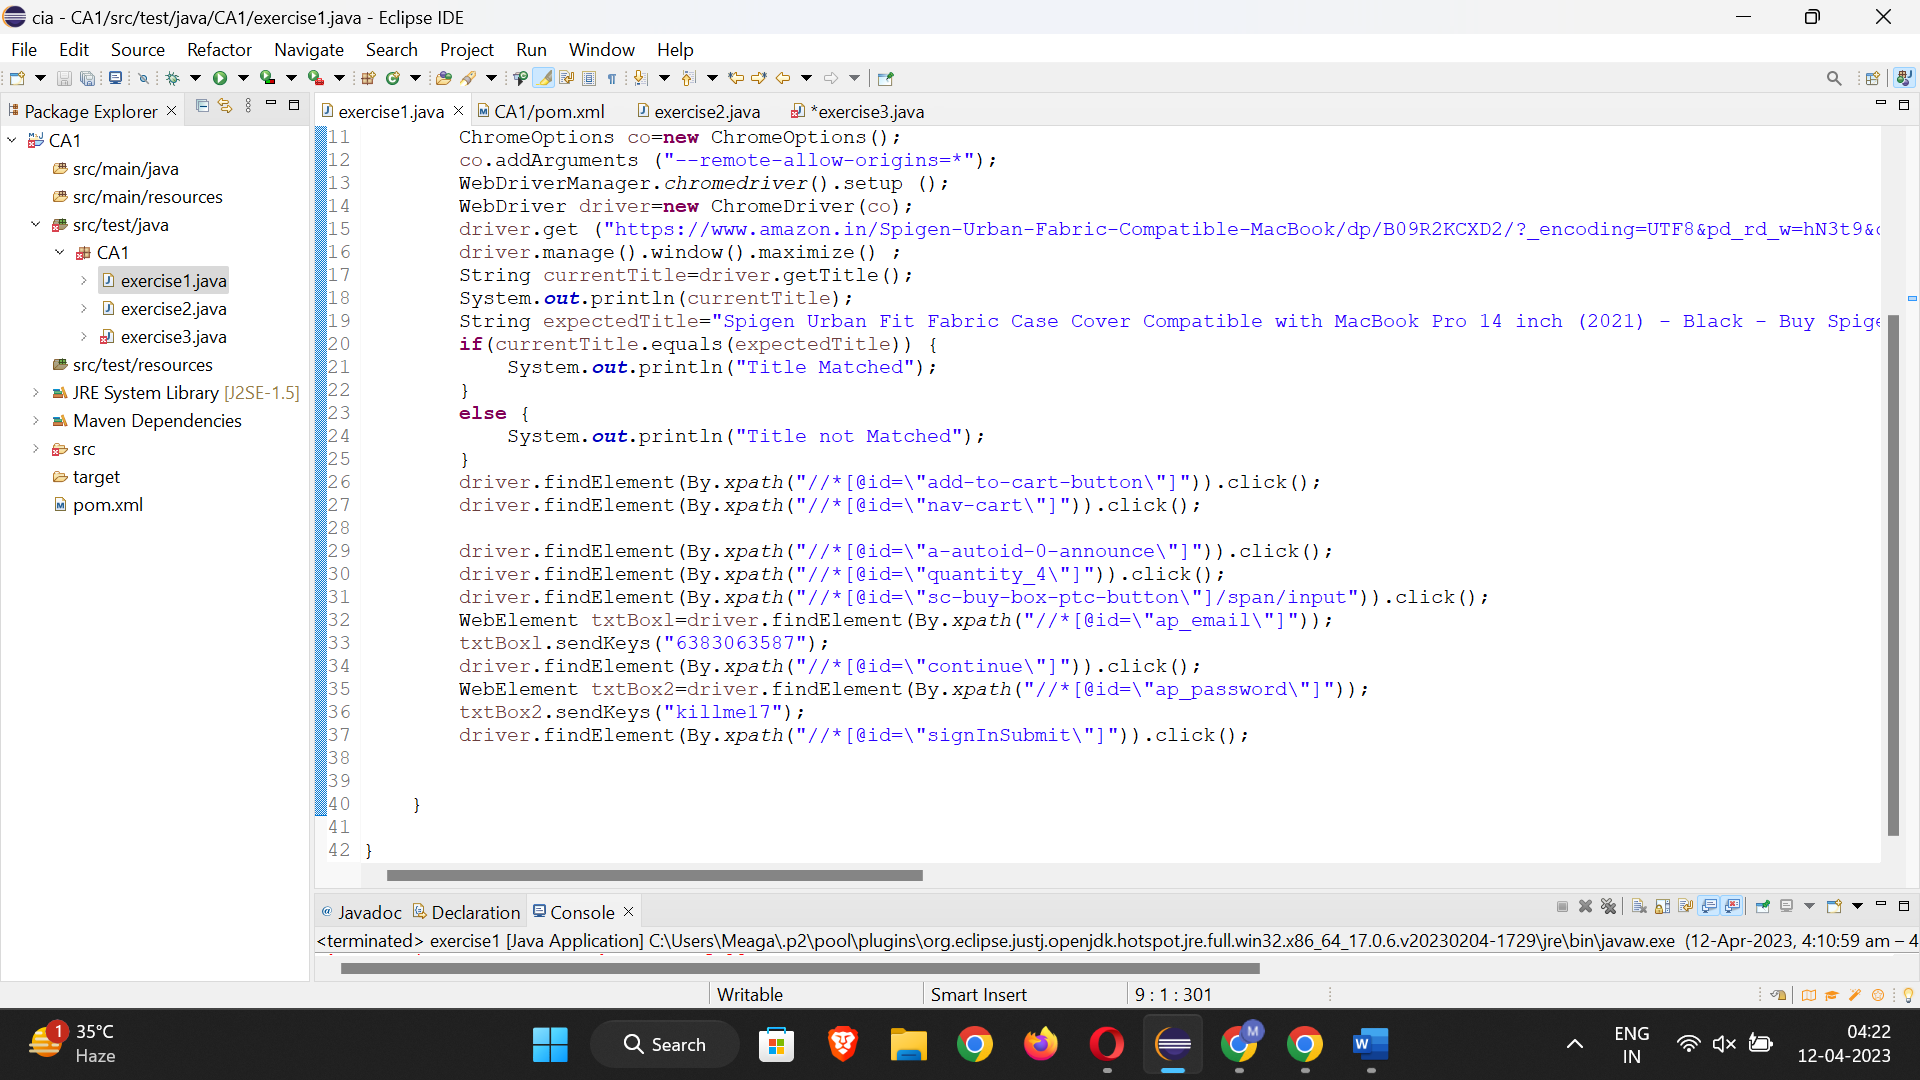 cia - CA1/src/test/java/CA1/exercise1.java - Eclipse IDE
File Edit Source Refactor Navigate Search Project Run Window Help
Package Explorer
exercise1.java CA1/pom.xml exercise2.java *exercise3.java
CA1
src/main/java
src/main/resources
src/test/java
CA1
exercise1.java
exercise2.java
exercise3.java
src/test/resources
JRE System Library [J2SE-1.5]
Maven Dependencies
src
target
pom.xml
11 ChromeOptions co=new ChromeOptions();
12 co.addArguments ("--remote-allow-origins=*");
13 WebDriverManager.chromedriver().setup ();
14 WebDriver driver=new ChromeDriver(co);
15 driver.get ("https://www.amazon.in/Spigen-Urban-Fabric-Compatible-MacBook/dp/B09R2KCXD2/?_encoding=UTF8&pd_rd_w=hN3t9&
16 driver.manage().window().maximize() ;
17 String currentTitle=driver.getTitle();
18 System.out.println(currentTitle);
19 String expectedTitle="Spigen Urban Fit Fabric Case Cover Compatible with MacBook Pro 14 inch (2021) - Black - Buy Spige
20 if(currentTitle.equals(expectedTitle)) {
21 System.out.println("Title Matched");
22 }
23 else {
24 System.out.println("Title not Matched");
25 }
26 driver.findElement(By.xpath("//*[@id=\"add-to-cart-button\"]")).click();
27 driver.findElement(By.xpath("//*[@id=\"nav-cart\"]")).click();
28
29 driver.findElement(By.xpath("//*[@id=\"a-autoid-0-announce\"]")).click();
30 driver.findElement(By.xpath("//*[@id=\"quantity_4\"]")).click();
31 driver.findElement(By.xpath("//*[@id=\"sc-buy-box-ptc-button\"]/span/input")).click();
32 WebElement txtBoxl=driver.findElement(By.xpath("//*[@id=\"ap_email\"]"));
33 txtBoxl.sendKeys("6383063587");
34 driver.findElement(By.xpath("//*[@id=\"continue\"]")).click();
35 WebElement txtBox2=driver.findElement(By.xpath("//*[@id=\"ap_password\"]"));
36 txtBox2.sendKeys("killme17");
37 driver.findElement(By.xpath("//*[@id=\"signInSubmit\"]")).click();
38
39
40 }
41
42 }
Javadoc Declaration Console
<terminated> exercise1 [Java Application] C:\Users\Meaga\.p2\pool\plugins\org.eclipse.justj.openjdk.hotspot.jre.full.win32.x86_64_17.0.6.v20230204-1729\jre\bin\javaw.exe (12-Apr-2023, 4:10:59 am – 4
Writable Smart Insert 9 : 1 : 301
1 35°C
Haze
Search
M
W
ENG
IN
04:22
12-04-2023